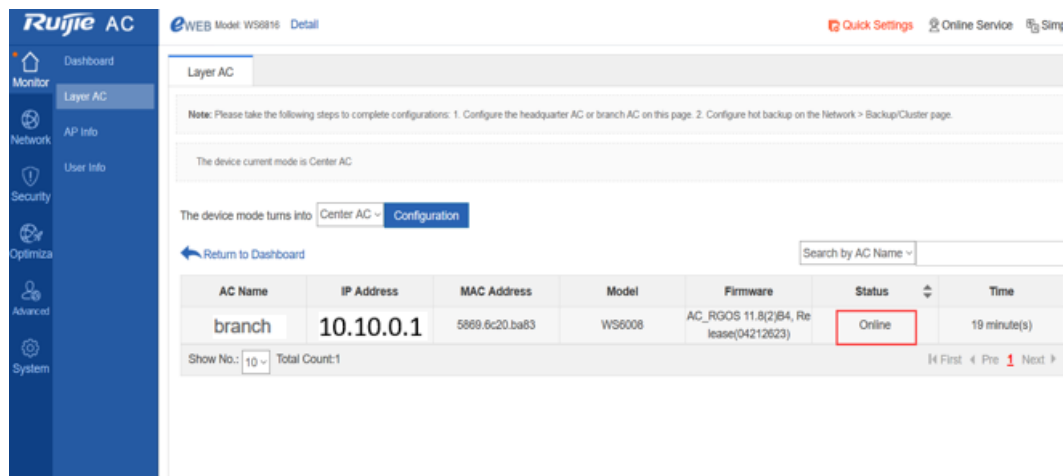 Ruijie AC
eWEB Model: WS6816 Detail
Quick Settings
Online Service
Monitor
Network
Security
Optimiza
Advanced
System
Dashboard
Layer AC
AP Info
User Info
Layer AC
Note: Please take the following steps to complete configurations: 1. Configure the headquarter AC or branch AC on this page. 2. Configure hot backup on the Network > Backup/Cluster page.
The device current mode is Center AC
The device mode turns into Center AC Configuration
Return to Dashboard
Search by AC Name
AC Name IP Address MAC Address Model Firmware Status Time
branch 10.10.0.1 5869.6c20.ba83 WS6008 AC_RGOS 11.8(2)B4, Re Online 19 minute(s)
lease(04212623)
Show No.: 10 Total Count:1
First Pre 1 Next